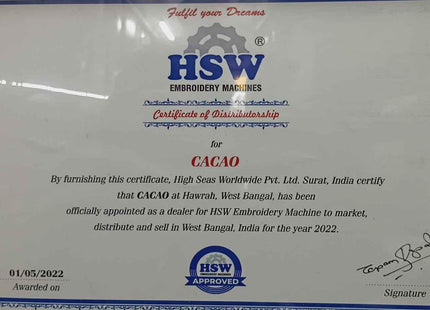 Fulfil your Dreams
HSW ®
EMBROIDERY MACHINES
Certificate of Distributorship
for
CACAO
By furnishing this certificate, High Seas Worldwide Pvt. Ltd. Surat, India certify
that CACAO at Hawrah, West Bangal, has been
officially appointed as a dealer for HSW Embroidery Machine to market,
distribute and sell in West Bangal, India for the year 2022.
01/05/2022
Awarded on
HSW
EMBROIDERY MACHINES
APPROVED
Signature